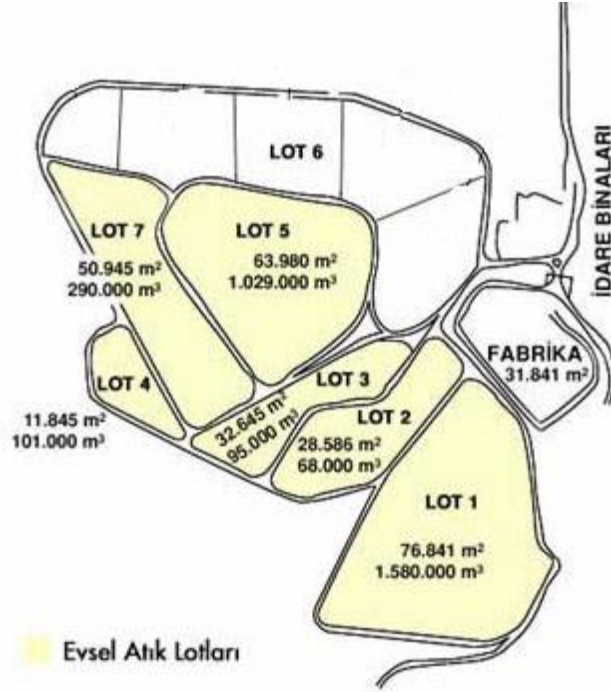 LOT 6
İDARE BİNALARI
LOT 7
50.945 m²
290.000 m³
LOT 5
63.980 m²
1.029.000 m³
FABRİKA
31.841 m²
LOT 4
11.845 m²
101.000 m³
LOT 3
32.645 m²
95.000 m³
LOT 2
28.586 m²
68.000 m³
LOT 1
76.841 m²
1.580.000 m³
Evsel Atık Lotları